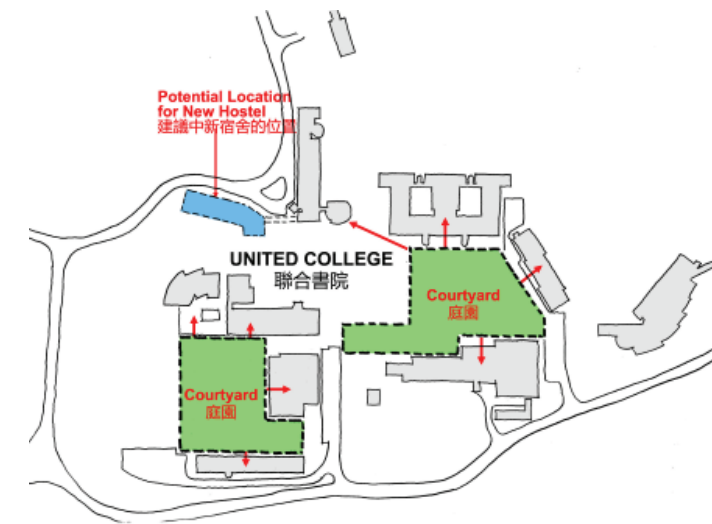 Potential Location
for New Hostel
建議中新宿舍的位置
UNITED COLLEGE
聯合書院
Courtyard
庭園
Courtyard
庭園